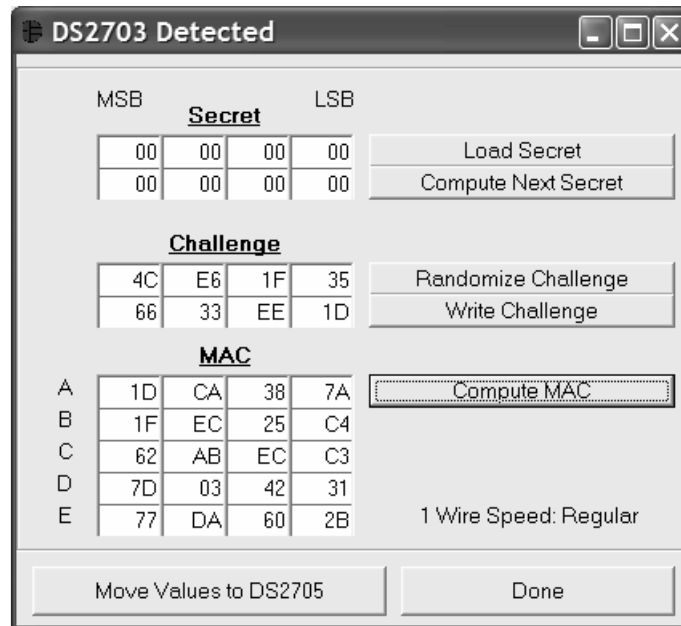 DS2703 Detected
MSB LSB
Secret
00 00 00 00 Load Secret
00 00 00 00 Compute Next Secret
Challenge
4C E6 1F 35 Randomize Challenge
66 33 EE 1D Write Challenge
MAC
A 1D CA 38 7A Compute MAC
B 1F EC 25 C4
C 62 AB EC C3
D 7D 03 42 31
E 77 DA 60 2B 1 Wire Speed: Regular
Move Values to DS2705 Done